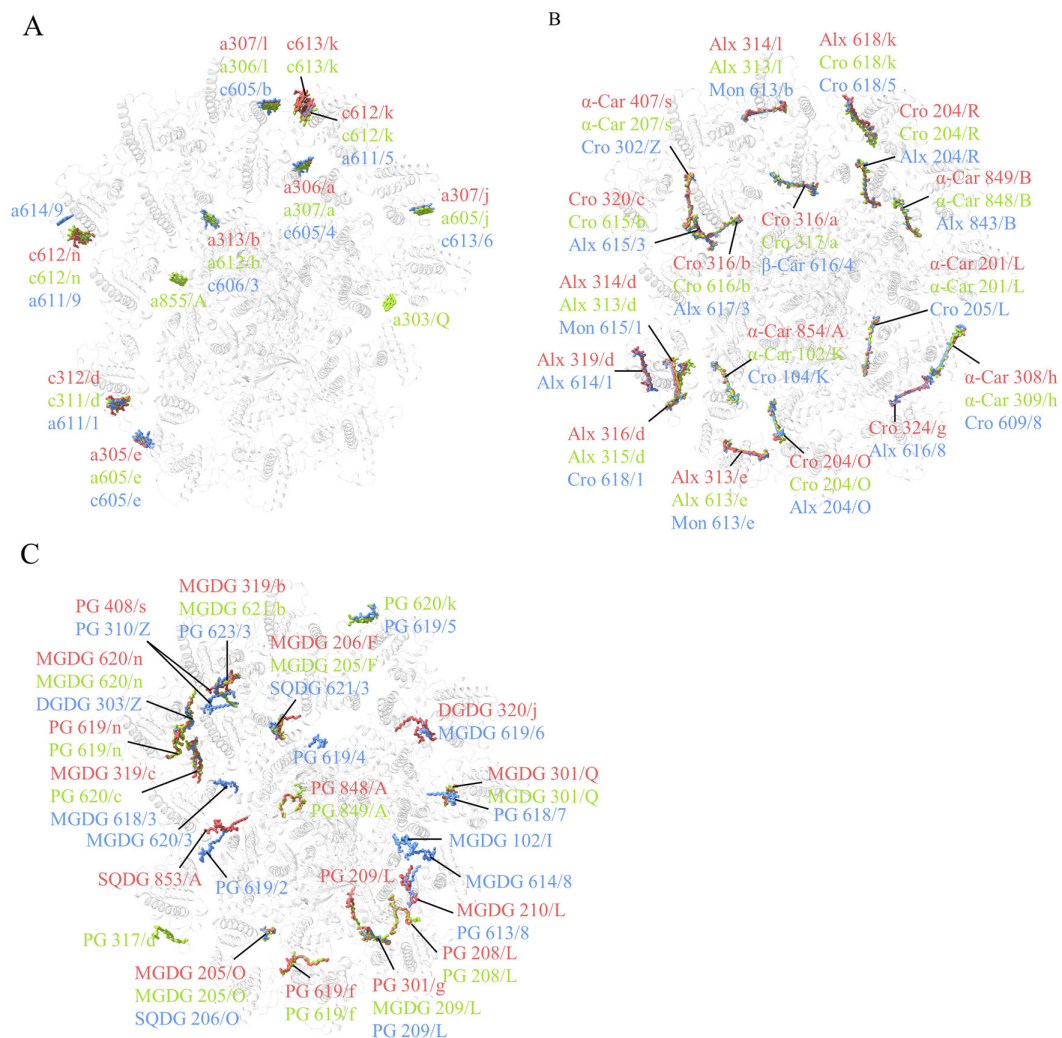 A
a307/l
a306/l
c605/b
c613/k
c613/k
c612/k
c612/k
a611/5
a306/a
a307/a
c605/4
a307/j
a605/j
c613/6
a614/9
c612/n
c612/n
a611/9
a313/b
a612/b
c606/3
a855/A
a303/Q
c312/d
c311/d
a611/1
a305/e
a605/e
c605/e
B
Alx 314/l
Alx 313/l
Mon 613/b
Alx 618/k
Cro 618/k
Cro 618/5
α-Car 407/s
α-Car 207/s
Cro 302/Z
Cro 204/R
Cro 204/R
Alx 204/R
α-Car 849/B
α-Car 848/B
Alx 843/B
Cro 320/c
Cro 615/b
Alx 615/3
Cro 316/a
Cro 317/a
β-Car 616/4
Cro 316/b
Cro 616/b
Alx 617/3
α-Car 201/L
α-Car 201/L
Cro 205/L
Alx 314/d
Alx 313/d
Mon 615/1
Alx 319/d
Alx 614/1
α-Car 854/A
α-Car 102/K
Cro 104/K
α-Car 308/h
α-Car 309/h
Cro 609/8
Cro 324/g
Alx 616/8
Alx 316/d
Alx 315/d
Cro 618/1
Alx 313/e
Alx 613/e
Mon 613/e
Cro 204/O
Cro 204/O
Alx 204/O
C
PG 408/s
PG 310/Z
MGDG 319/b
MGDG 621/b
PG 623/3
PG 620/k
PG 619/5
MGDG 620/n
MGDG 620/n
DGDG 303/Z
MGDG 206/F
MGDG 205/F
SQDG 621/3
PG 619/n
PG 619/n
DGDG 320/j
MGDG 619/6
PG 619/4
MGDG 319/c
PG 620/c
MGDG 618/3
PG 848/A
PG 849/A
MGDG 301/Q
MGDG 301/Q
PG 618/7
MGDG 620/3
MGDG 102/I
SQDG 853/A
PG 619/2
MGDG 614/8
PG 209/L
MGDG 210/L
PG 613/8
PG 317/d
PG 208/L
PG 208/L
MGDG 205/O
MGDG 205/O
SQDG 206/O
PG 619/f
PG 619/f
PG 301/g
MGDG 209/L
PG 209/L